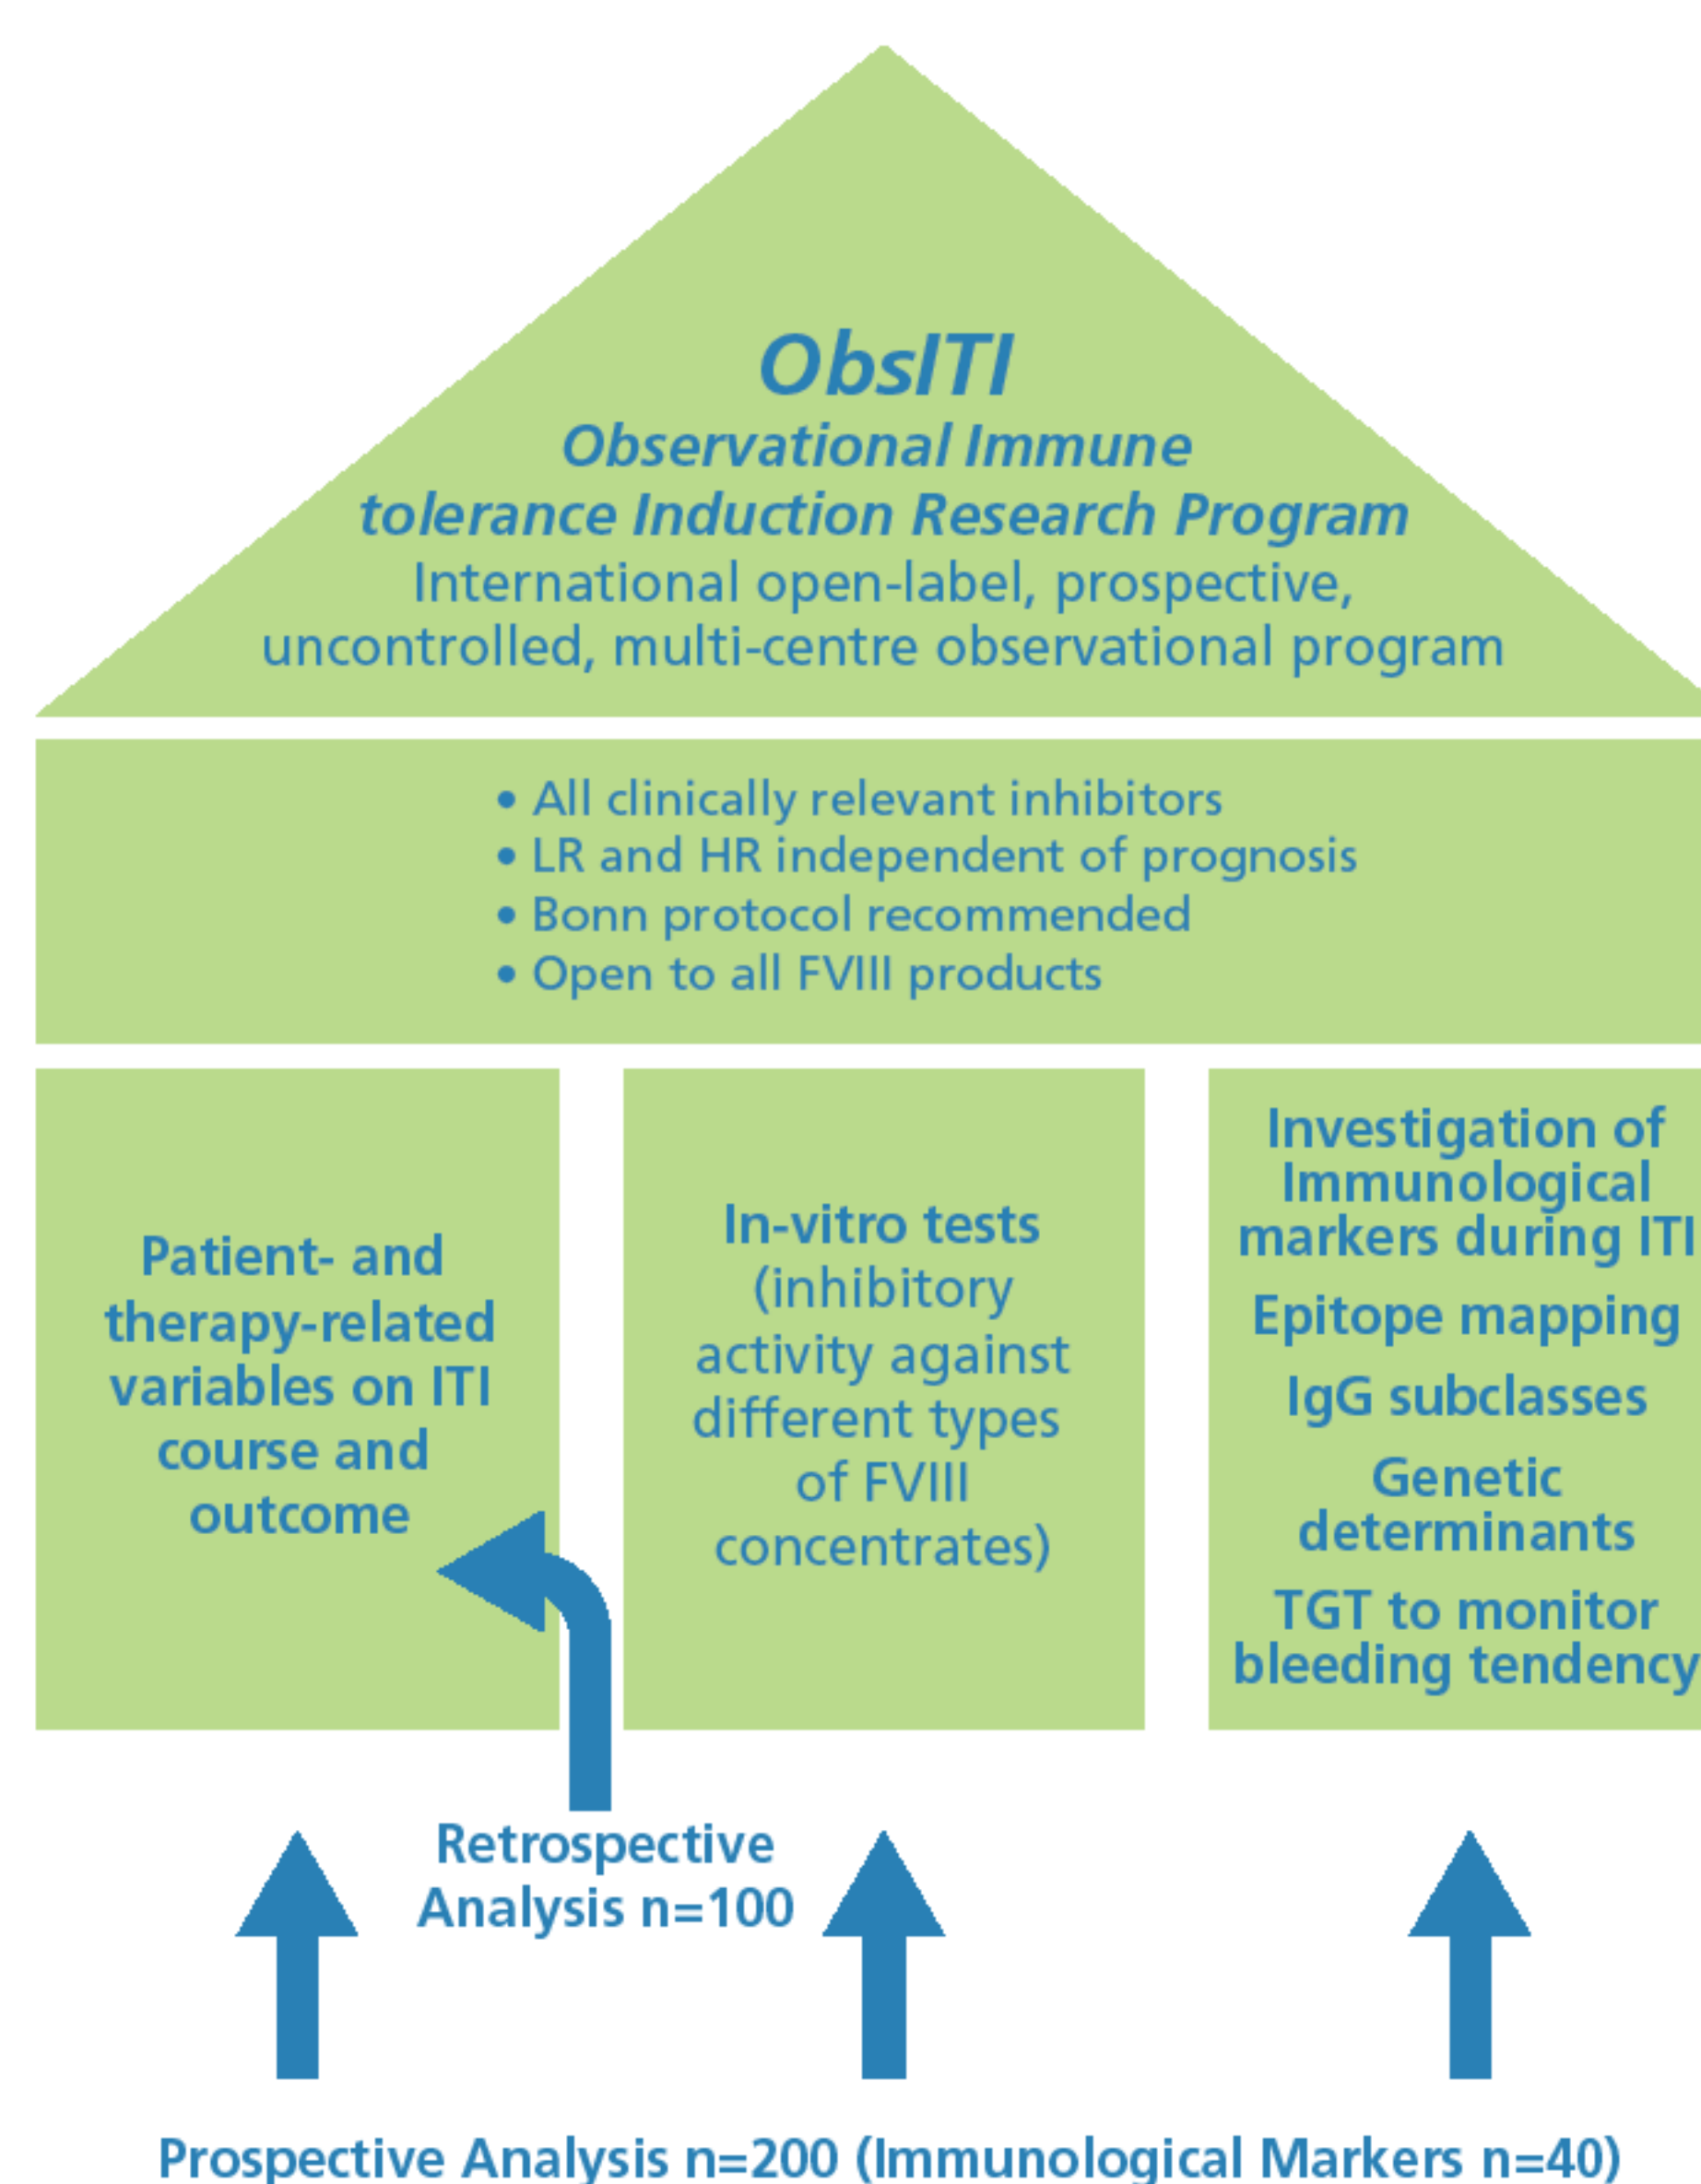 ObsITI
Observational Immune
tolerance Induction Research Program
International open-label, prospective,
uncontrolled, multi-centre observational program
• All clinically relevant inhibitors
• LR and HR independent of prognosis
• Bonn protocol recommended
• Open to all FVIII products
Patient- and
therapy-related
variables on ITI
course and
outcome
In-vitro tests
(inhibitory
activity against
different types
of FVIII
concentrates)
Investigation of
Immunological
markers during ITI
Epitope mapping
IgG subclasses
Genetic
determinants
TGT to monitor
bleeding tendency
Retrospective
Analysis n=100
Prospective Analysis n=200 (Immunological Markers n=40)